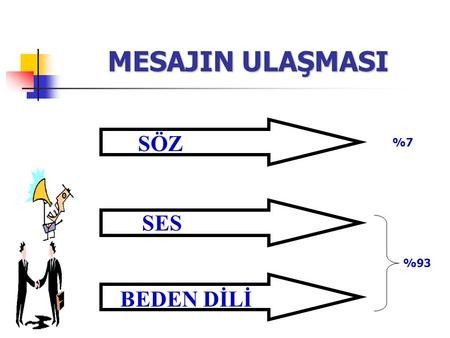 MESAJIN ULAŞMASI
SÖZ
%7
SES
%93
BEDEN DİLİ